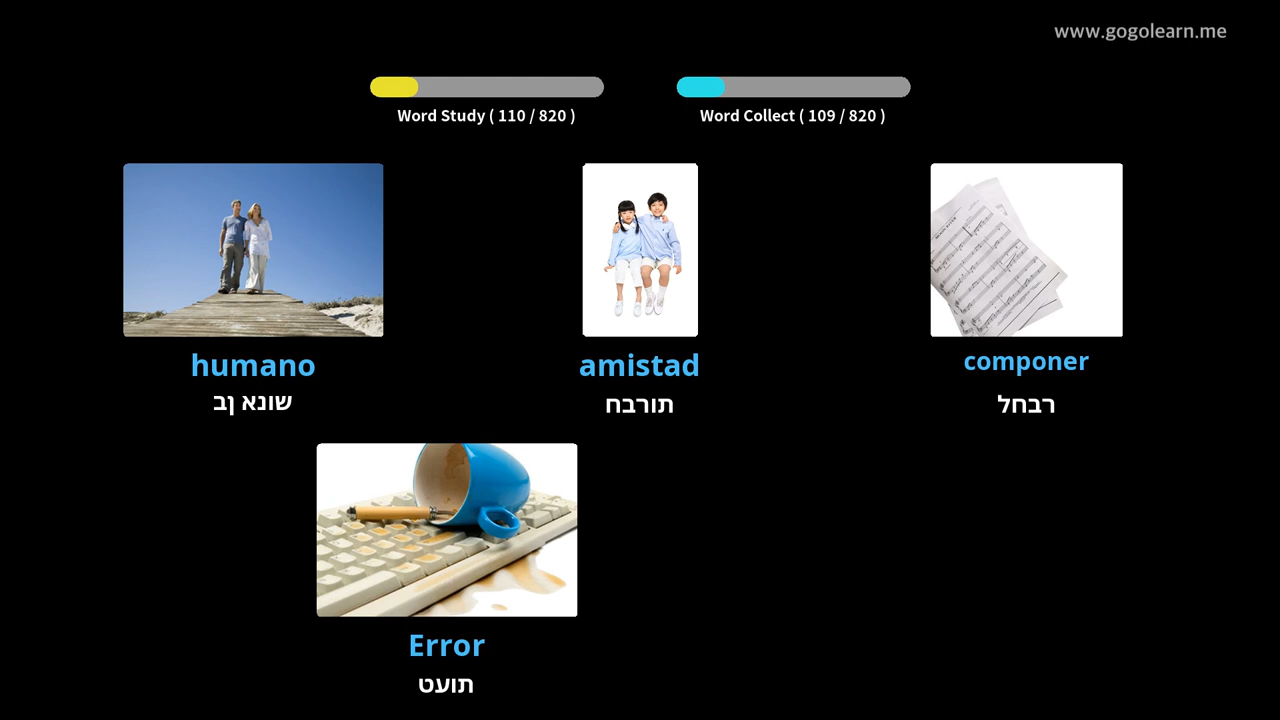 www.gogolearn.me
Word Study ( 110 / 820 )
Word Collect ( 109 / 820 )
humano
שונא ןב
amistad
תורבח
componer
רבחל
Error
תועט